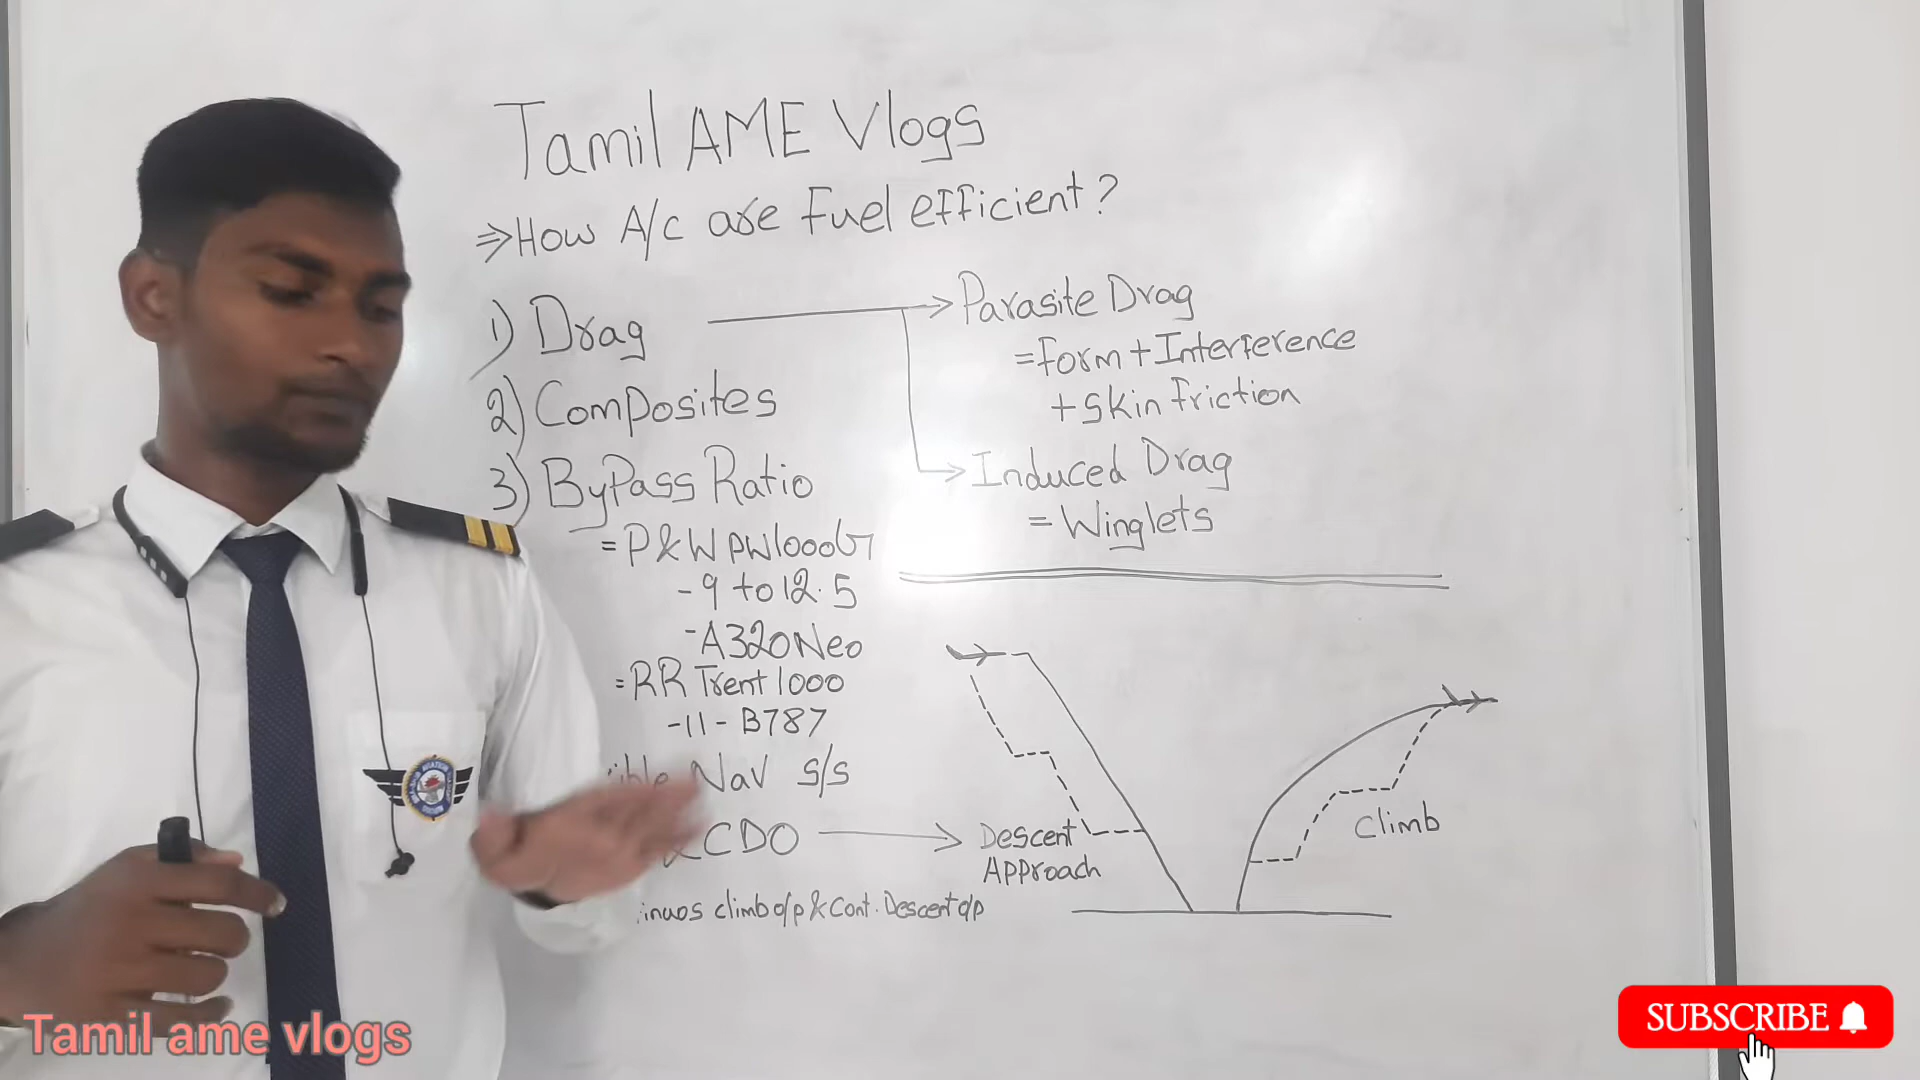 Tamil AME Vlogs
⇒ How A/c are Fuel efficient?
1) Drag
→ Parasite Drag
= Form + Interference
+ Skin Friction
→ Induced Drag
= Winglets
2) Composites
3) ByPass Ratio
= P&W PW1000G
- 9 to 12.5
- A320Neo
= RR Trent 1000
- 11 - B787
Nav S/S
& CDO → Descent
Approach
climb o/p & Cont. Descent o/p
Climb
Tamil ame vlogs
SUBSCRIBE